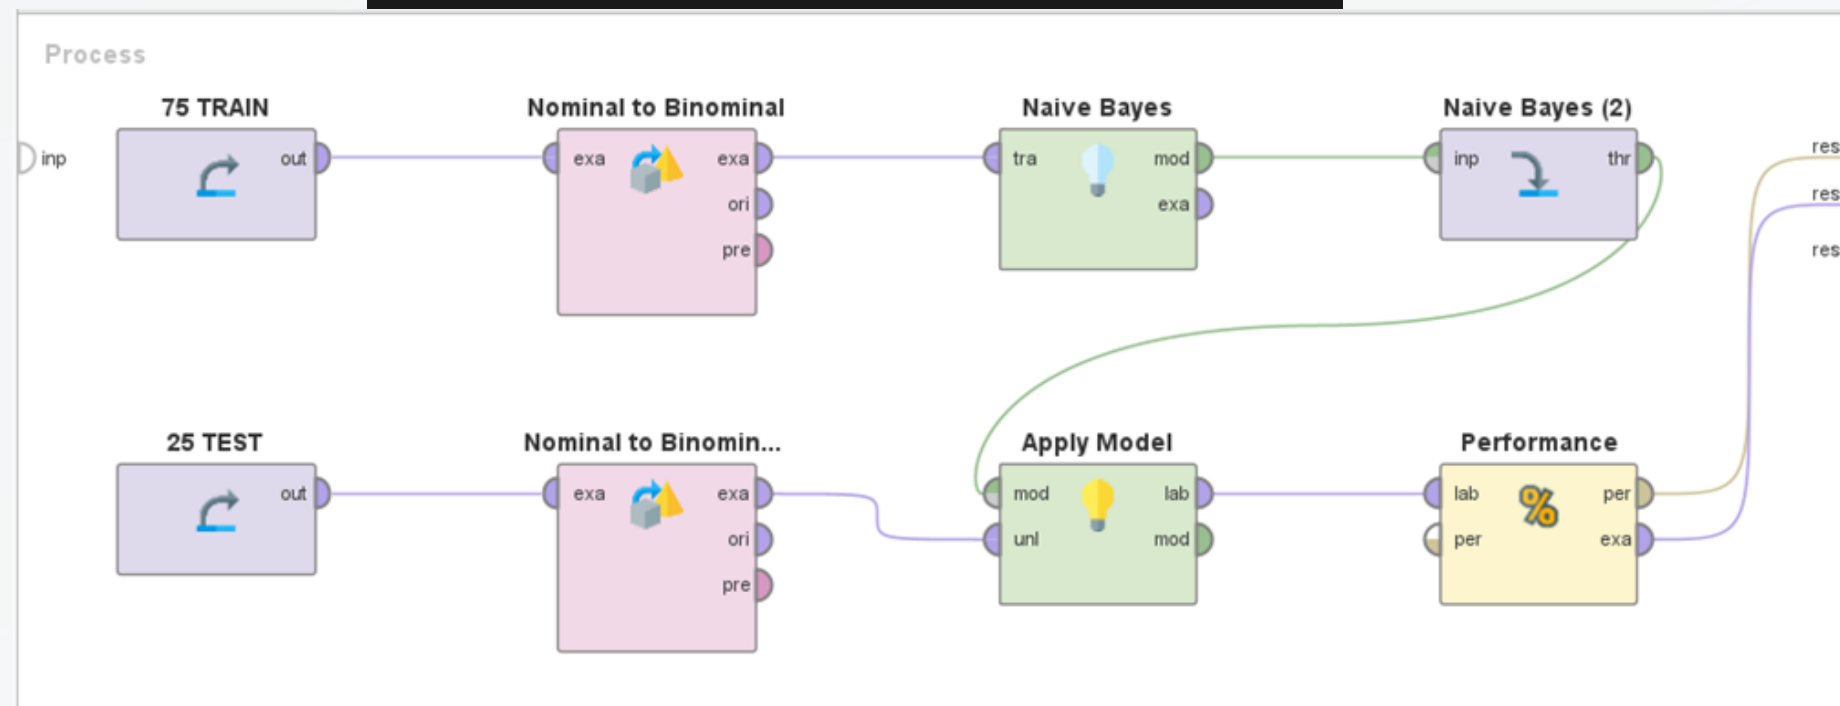 Process
75 TRAIN
Nominal to Binominal
Naive Bayes
Naive Bayes (2)
inp
out
exa
exa
ori
pre
tra
mod
exa
inp
thr
res
res
res
25 TEST
Nominal to Binomin...
Apply Model
Performance
out
exa
exa
ori
pre
mod
lab
unl
mod
lab
per
per
exa
%